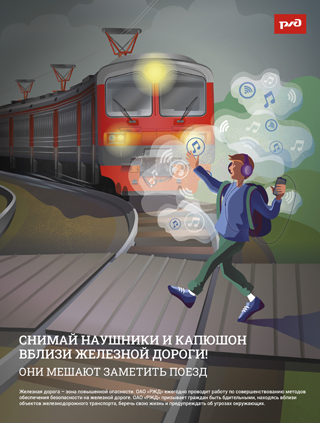 РЖД
СНИМАЙ НАУШНИКИ И КАПЮШОН
ВБЛИЗИ ЖЕЛЕЗНОЙ ДОРОГИ!
ОНИ МЕШАЮТ ЗАМЕТИТЬ ПОЕЗД
Железная дорога – зона повышенной опасности. ОАО «РЖД» ежегодно проводит работу по совершенствованию методов
обеспечения безопасности на железной дороге. ОАО «РЖД» призывает граждан быть бдительными, находясь вблизи
объектов железнодорожного транспорта, беречь свою жизнь и предупреждать об угрозах окружающих.